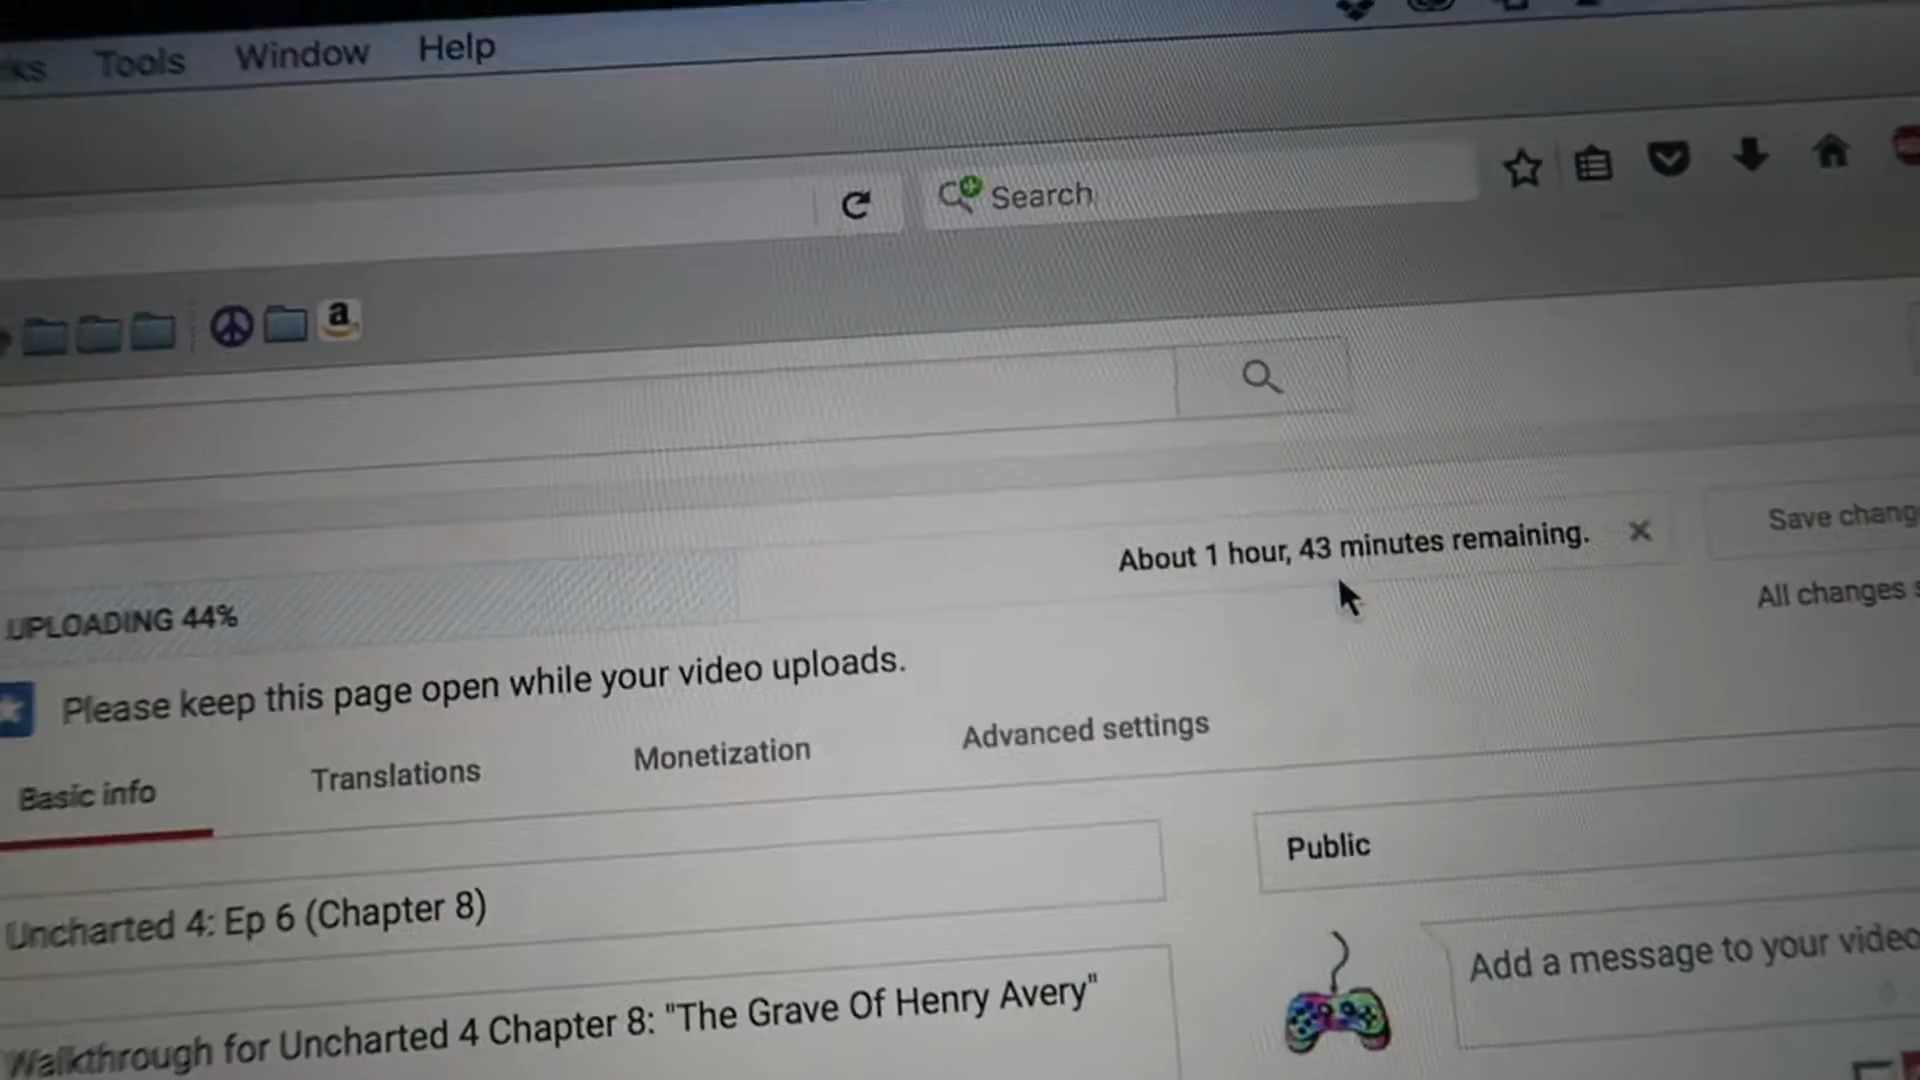 ks Tools Window Help
Search
a
About 1 hour, 43 minutes remaining.
Save chang
UPLOADING 44%
All changes s
Please keep this page open while your video uploads.
Basic info Translations Monetization Advanced settings
Public
Uncharted 4: Ep 6 (Chapter 8)
Add a message to your video
Walkthrough for Uncharted 4 Chapter 8: "The Grave Of Henry Avery"